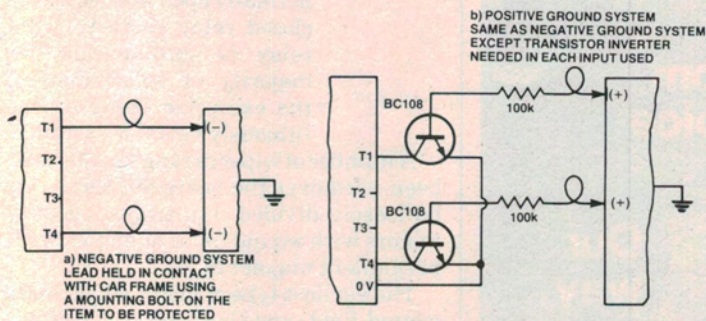 b) POSITIVE GROUND SYSTEM
SAME AS NEGATIVE GROUND SYSTEM
EXCEPT TRANSISTOR INVERTER
NEEDED IN EACH INPUT USED
T1
T2
T3
T4
(–)
(–)
a) NEGATIVE GROUND SYSTEM
LEAD HELD IN CONTACT
WITH CAR FRAME USING
A MOUNTING BOLT ON THE
ITEM TO BE PROTECTED
BC108
100k
(+)
T1
T2
BC108
T3
100k
(+)
T4
0 V